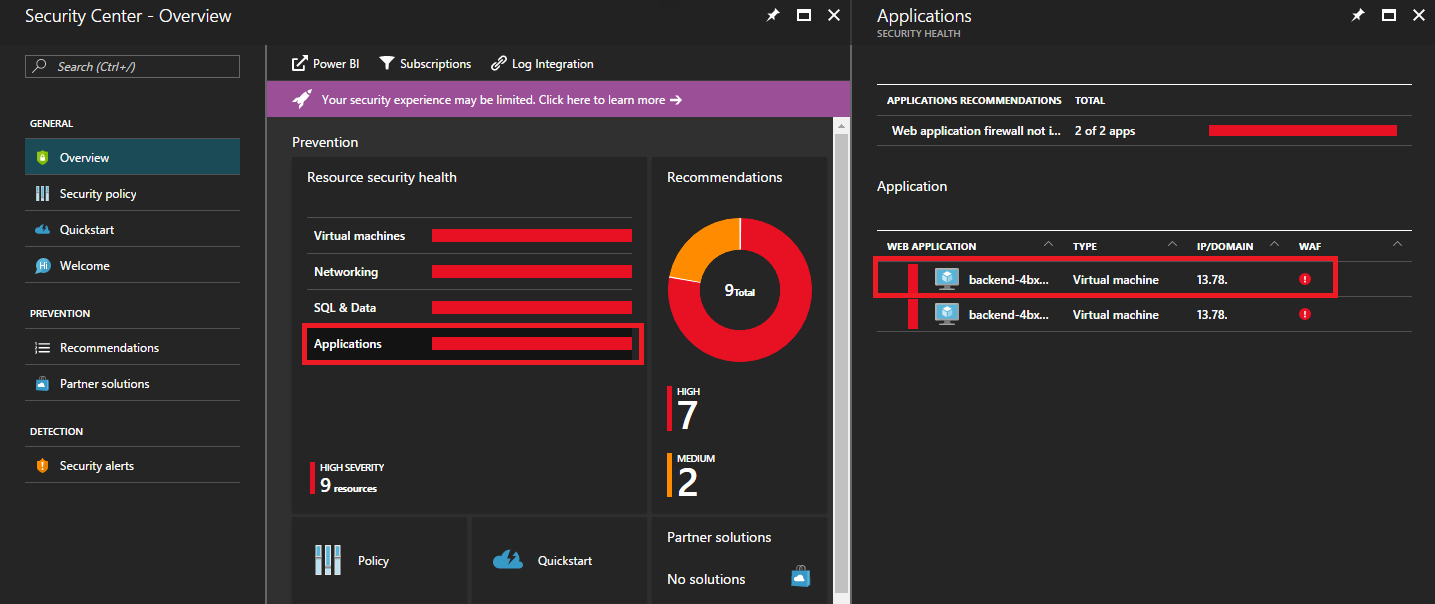 Security Center - Overview
Search (Ctrl+/)
GENERAL
Overview
Security policy
Quickstart
Hi Welcome
PREVENTION
Recommendations
Partner solutions
DETECTION
Security alerts
Power BI Subscriptions Log Integration
Your security experience may be limited. Click here to learn more →
Prevention
Resource security health
Virtual machines
Networking
SQL & Data
Applications
HIGH SEVERITY
9 resources
Recommendations
9 Total
HIGH
7
MEDIUM
2
Policy
Quickstart
Partner solutions
No solutions
Applications
SECURITY HEALTH
APPLICATIONS RECOMMENDATIONS TOTAL
Web application firewall not i... 2 of 2 apps
Application
WEB APPLICATION TYPE IP/DOMAIN WAF
backend-4bx... Virtual machine 13.78. !
backend-4bx... Virtual machine 13.78. !